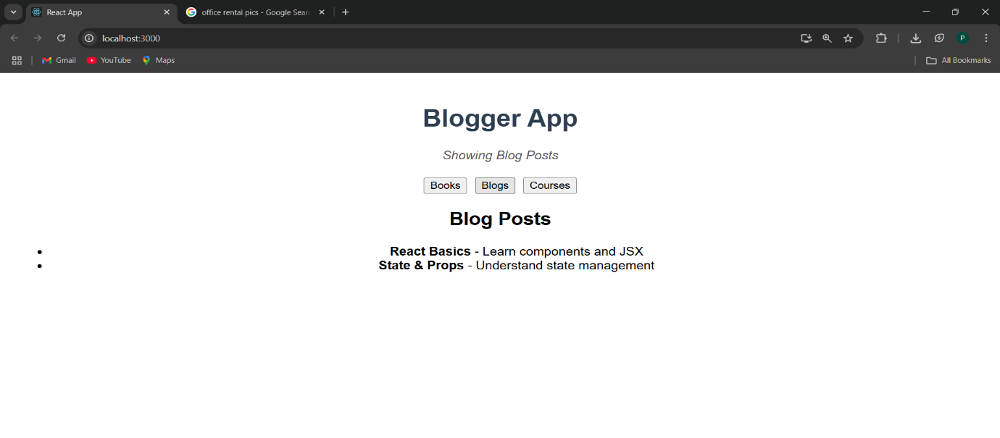 React App
office rental pics - Google Sear
localhost:3000
Gmail
YouTube
Maps
All Bookmarks
P
Blogger App
Showing Blog Posts
Books Blogs Courses
Blog Posts
• React Basics - Learn components and JSX
• State & Props - Understand state management